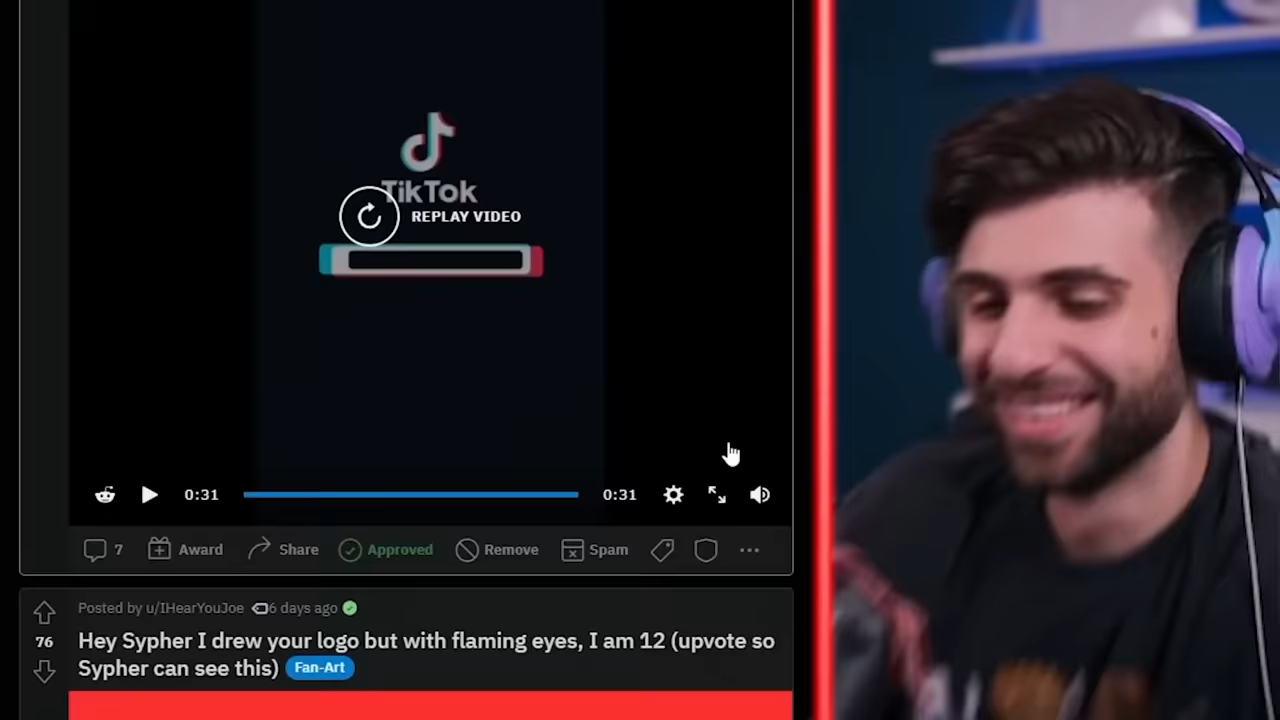 TikTok
REPLAY VIDEO
0:31
0:31
7 Award Share Approved Remove Spam
Posted by u/IHearYouJoe 6 days ago
76
Hey Sypher I drew your logo but with flaming eyes, I am 12 (upvote so
Sypher can see this) Fan-Art